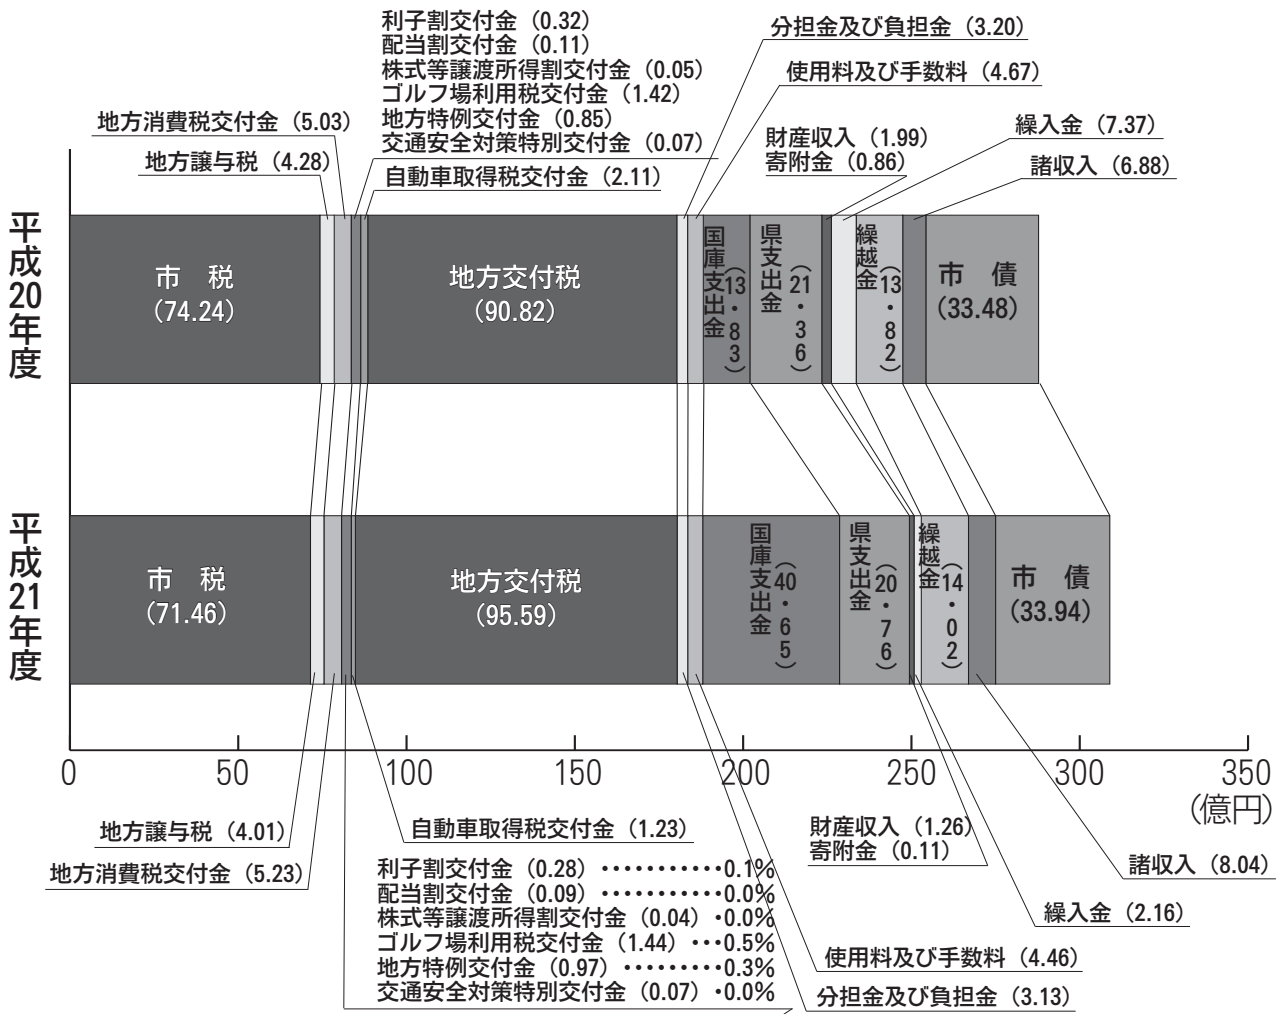 利子割交付金（0.32）
配当割交付金（0.11）
株式等譲渡所得割交付金（0.05）
ゴルフ場利用税交付金（1.42）
地方特例交付金（0.85）
交通安全対策特別交付金（0.07）
分担金及び負担金（3.20）
使用料及び手数料（4.67）
地方消費税交付金（5.03）
地方譲与税（4.28）
自動車取得税交付金（2.11）
財産収入（1.99）
寄附金（0.86）
繰入金（7.37）
諸収入（6.88）
平成20年度
市　税
（74.24）
地方交付税
（90.82）
国庫支出金（13・83）
県支出金（21・36）
繰越金（13・82）
市　債
（33.48）
平成21年度
市　税
（71.46）
地方交付税
（95.59）
国庫支出金（40・65）
県支出金（20・76）
繰越金（14・02）
市　債
（33.94）
0 50 100 150 200 250 300 350
（億円）
地方譲与税（4.01）
地方消費税交付金（5.23）
自動車取得税交付金（1.23）
利子割交付金（0.28）・・・・・・・・・・・0.1%
配当割交付金（0.09）・・・・・・・・・・・0.0%
株式等譲渡所得割交付金（0.04）・0.0%
ゴルフ場利用税交付金（1.44）・・・0.5%
地方特例交付金（0.97）・・・・・・・・・0.3%
交通安全対策特別交付金（0.07）・0.0%
財産収入（1.26）
寄附金（0.11）
諸収入（8.04）
繰入金（2.16）
使用料及び手数料（4.46）
分担金及び負担金（3.13）